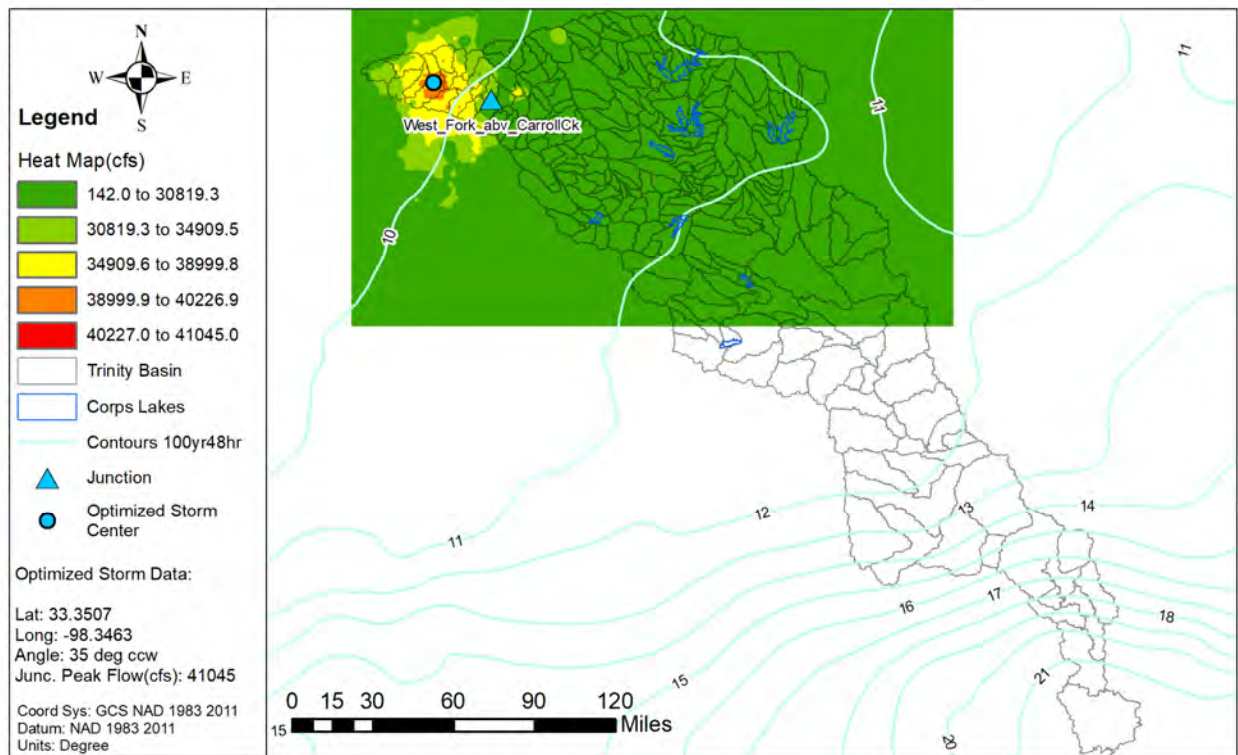 N
W E
S
Legend
Heat Map(cfs)
142.0 to 30819.3
30819.3 to 34909.5
34909.6 to 38999.8
38999.9 to 40226.9
40227.0 to 41045.0
Trinity Basin
Corps Lakes
Contours 100yr48hr
Junction
Optimized Storm
Center
Optimized Storm Data:
Lat: 33.3507
Long: -98.3463
Angle: 35 deg ccw
Junc. Peak Flow(cfs): 41045
Coord Sys: GCS NAD 1983 2011
Datum: NAD 1983 2011
Units: Degree
West_Fork_abv_CarrollCk
11
11
10
11
12
13
14
16
17
18
15
21
20
15
0 15 30 60 90 120
Miles